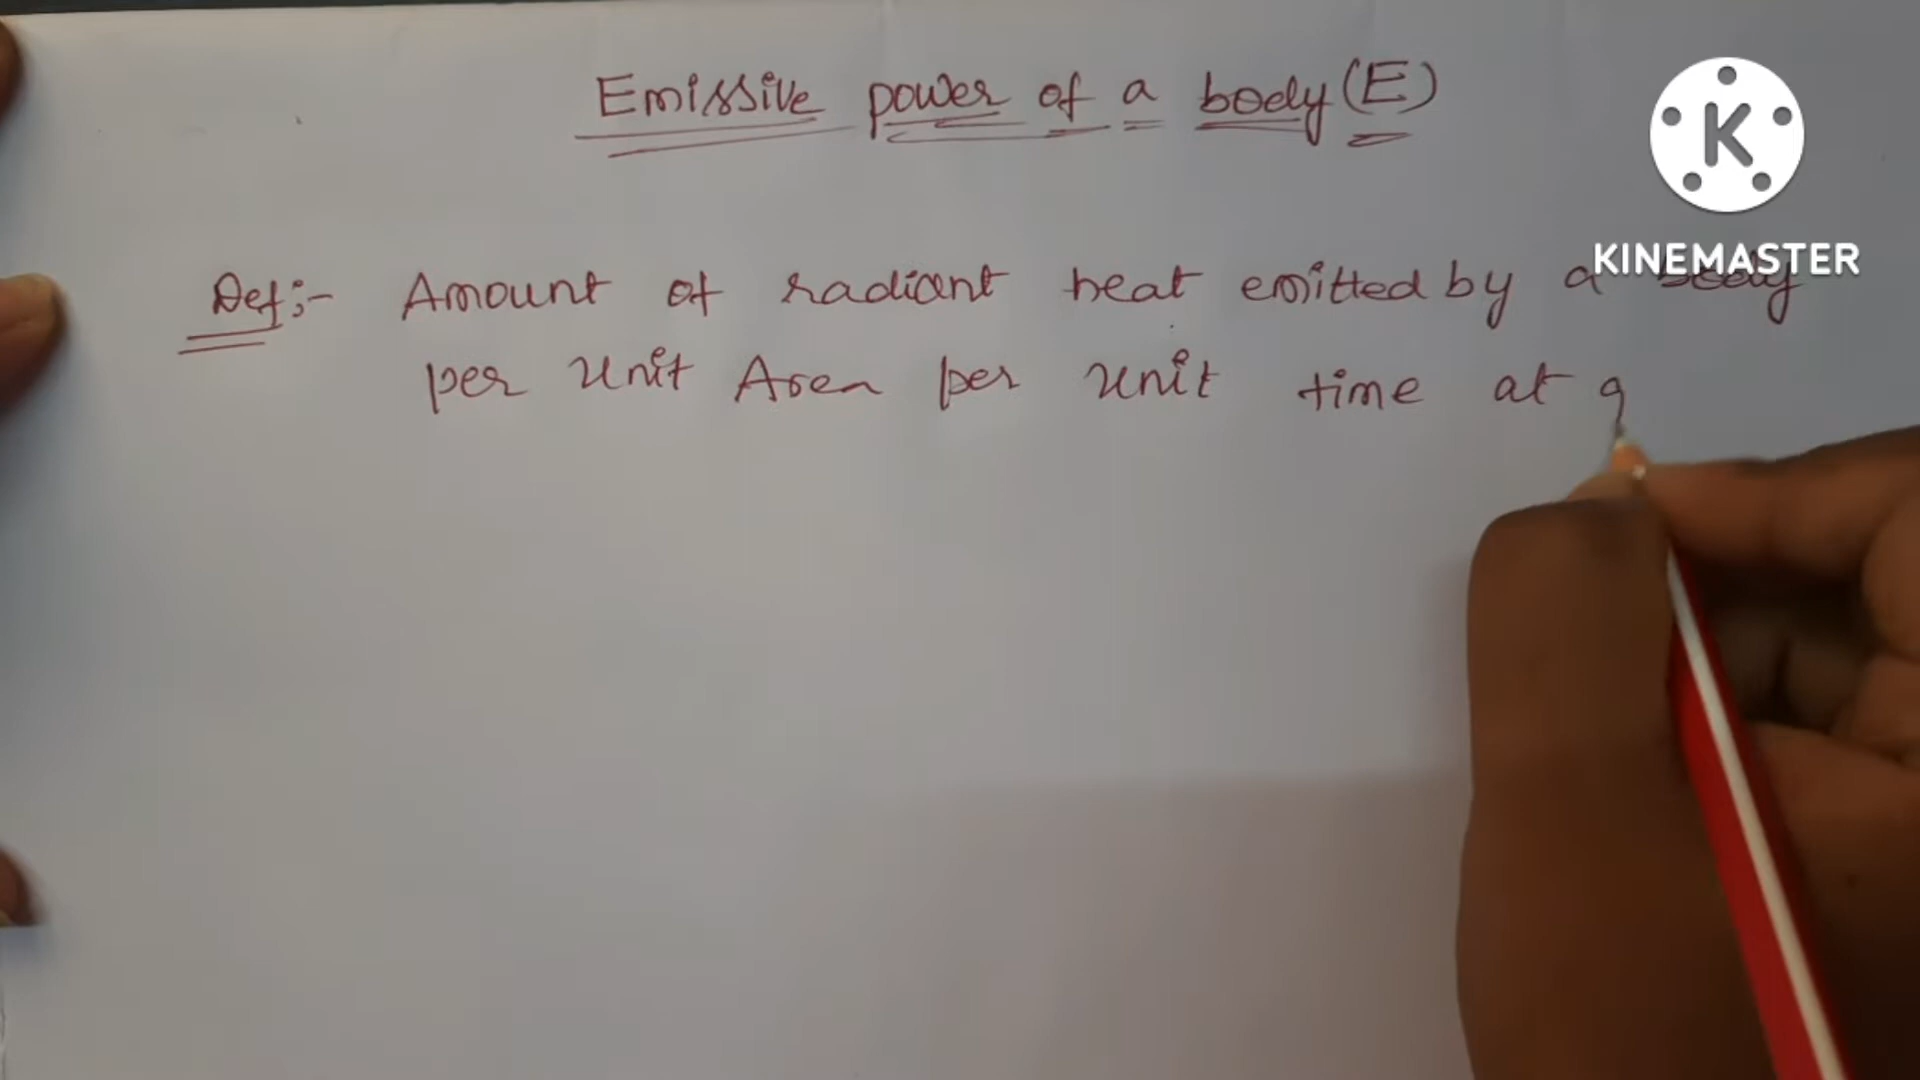 Emissive power of a body (E)
KINEMASTER
Def:- Amount of radiant heat emitted by a body
per unit Area per unit time at g